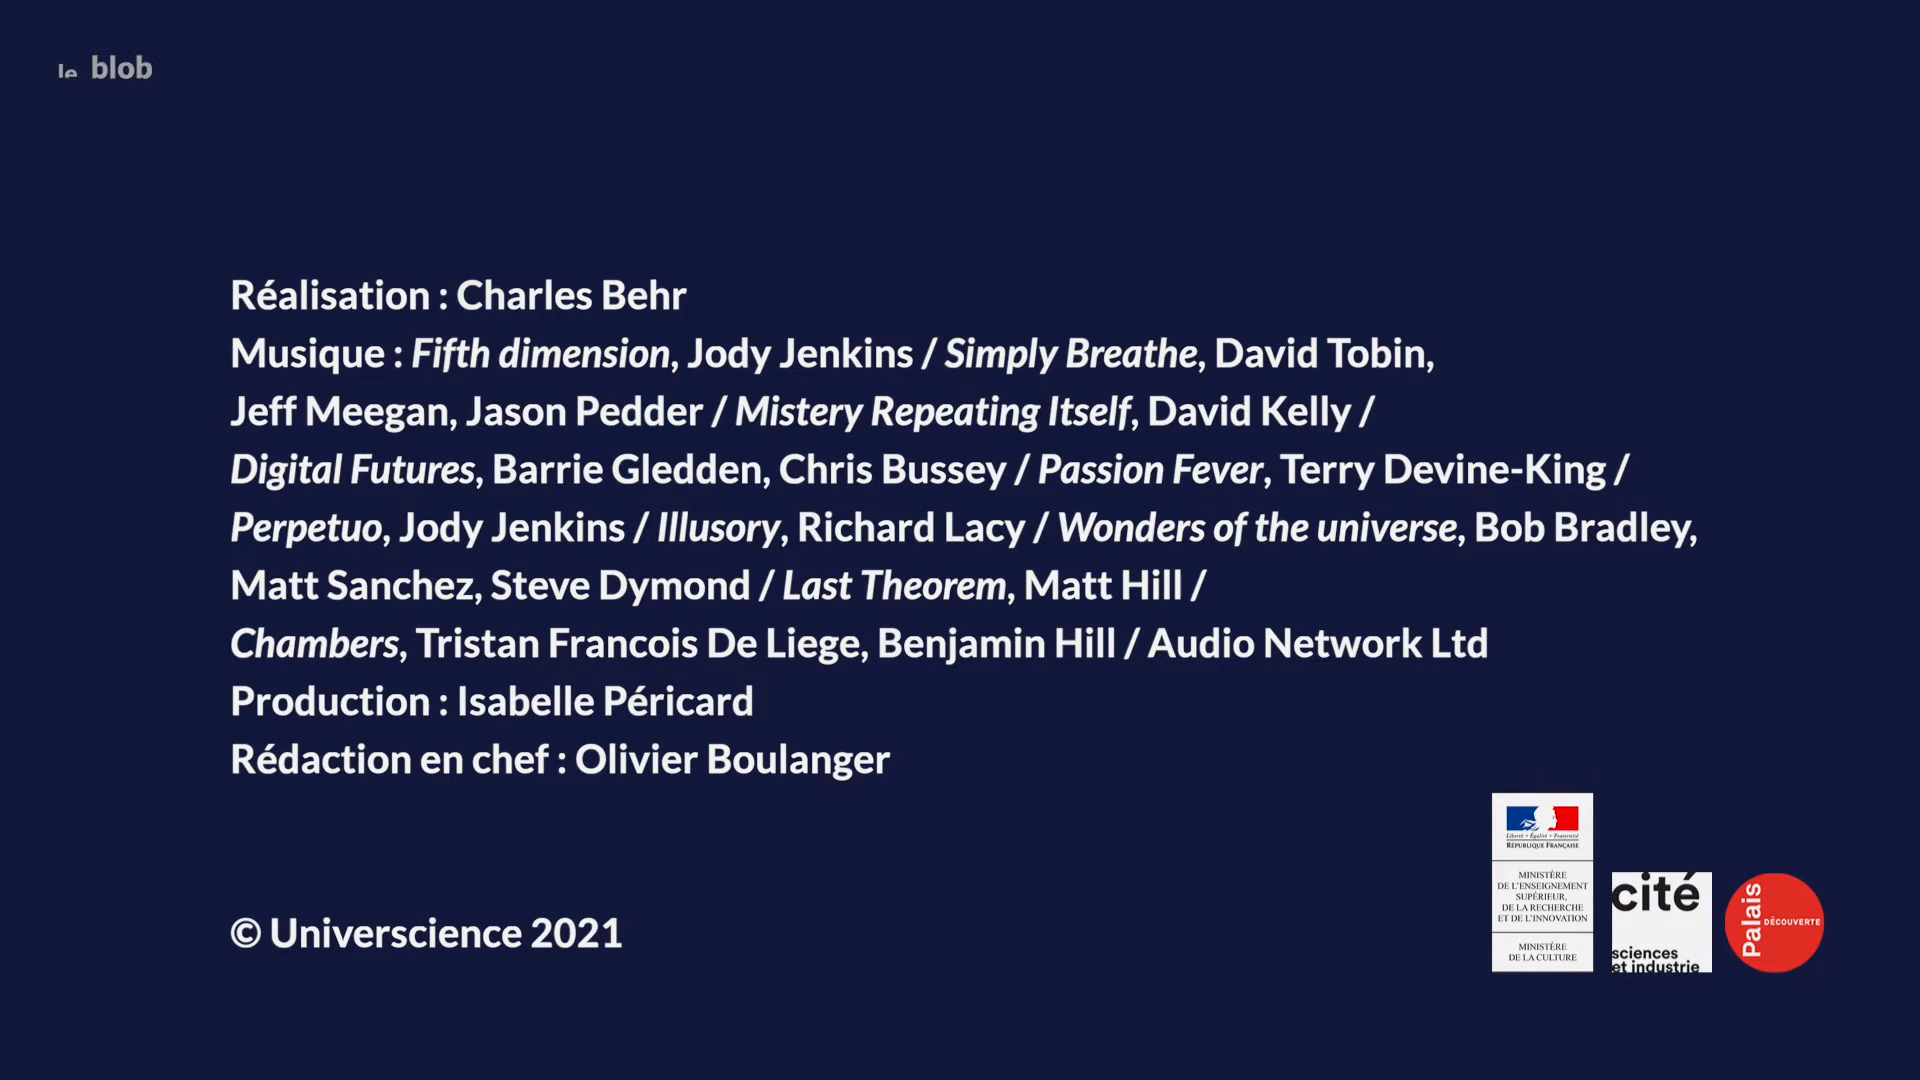 le blob
Réalisation : Charles Behr
Musique : Fifth dimension, Jody Jenkins / Simply Breathe, David Tobin,
Jeff Meegan, Jason Pedder / Mistery Repeating Itself, David Kelly /
Digital Futures, Barrie Gledden, Chris Bussey / Passion Fever, Terry Devine-King /
Perpetuo, Jody Jenkins / Illusory, Richard Lacy / Wonders of the universe, Bob Bradley,
Matt Sanchez, Steve Dymond / Last Theorem, Matt Hill /
Chambers, Tristan Francois De Liege, Benjamin Hill / Audio Network Ltd
Production : Isabelle Péricard
Rédaction en chef : Olivier Boulanger
© Universcience 2021
Liberté • Égalité • Fraternité
RÉPUBLIQUE FRANÇAISE
MINISTÈRE
DE L'ENSEIGNEMENT
SUPÉRIEUR,
DE LA RECHERCHE
ET DE L'INNOVATION
MINISTÈRE
DE LA CULTURE
cité
sciences
et industrie
Palais
DÉCOUVERTE